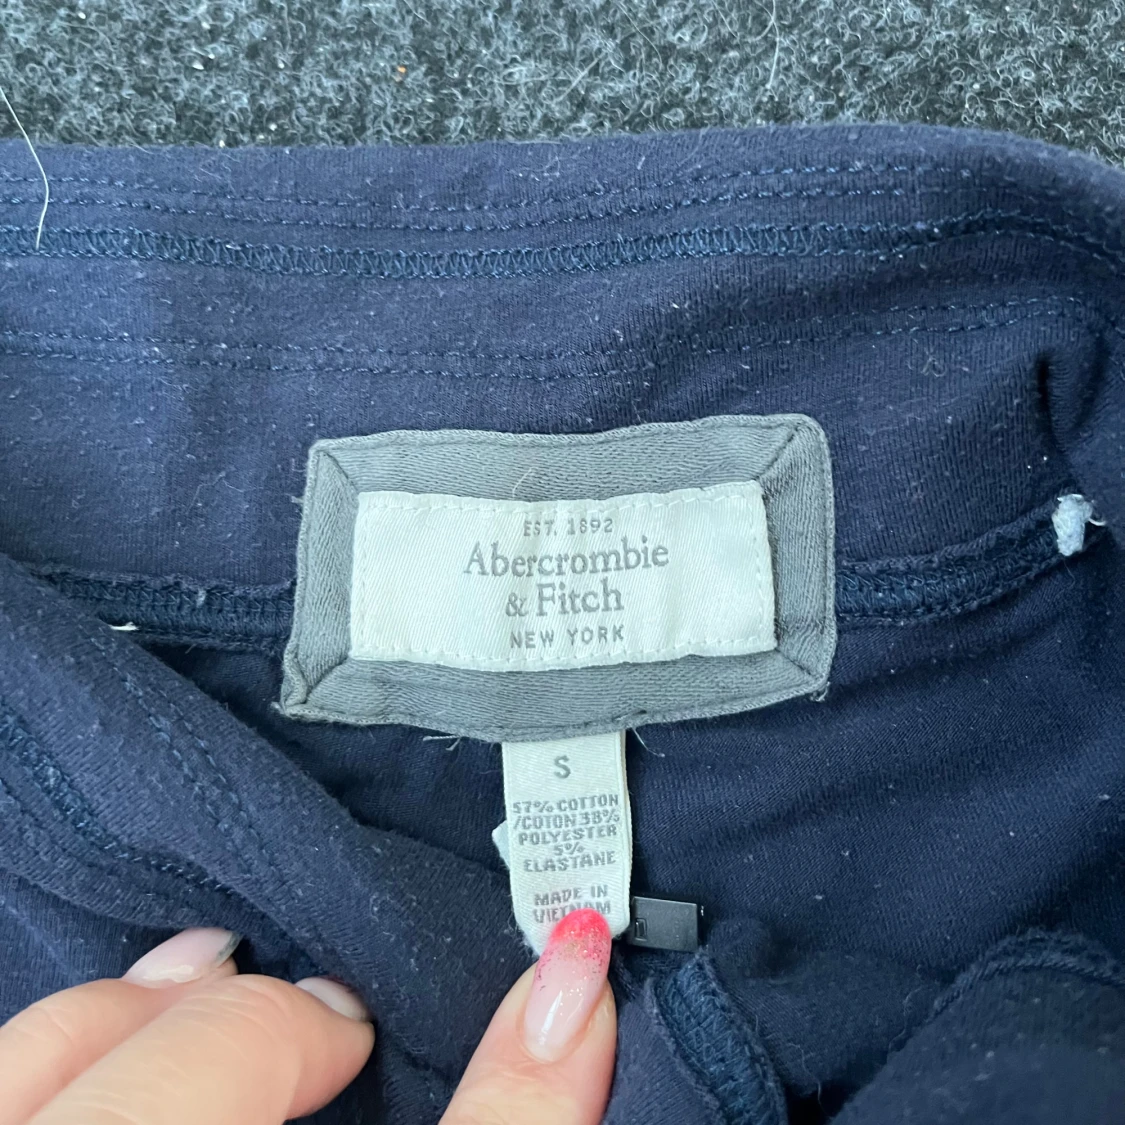 EST. 1892
Abercrombie
& Fitch
NEW YORK
S
57% COTTON
/COTON 38%
POLYESTER
5%
ELASTANE
MADE IN
VIETNAM